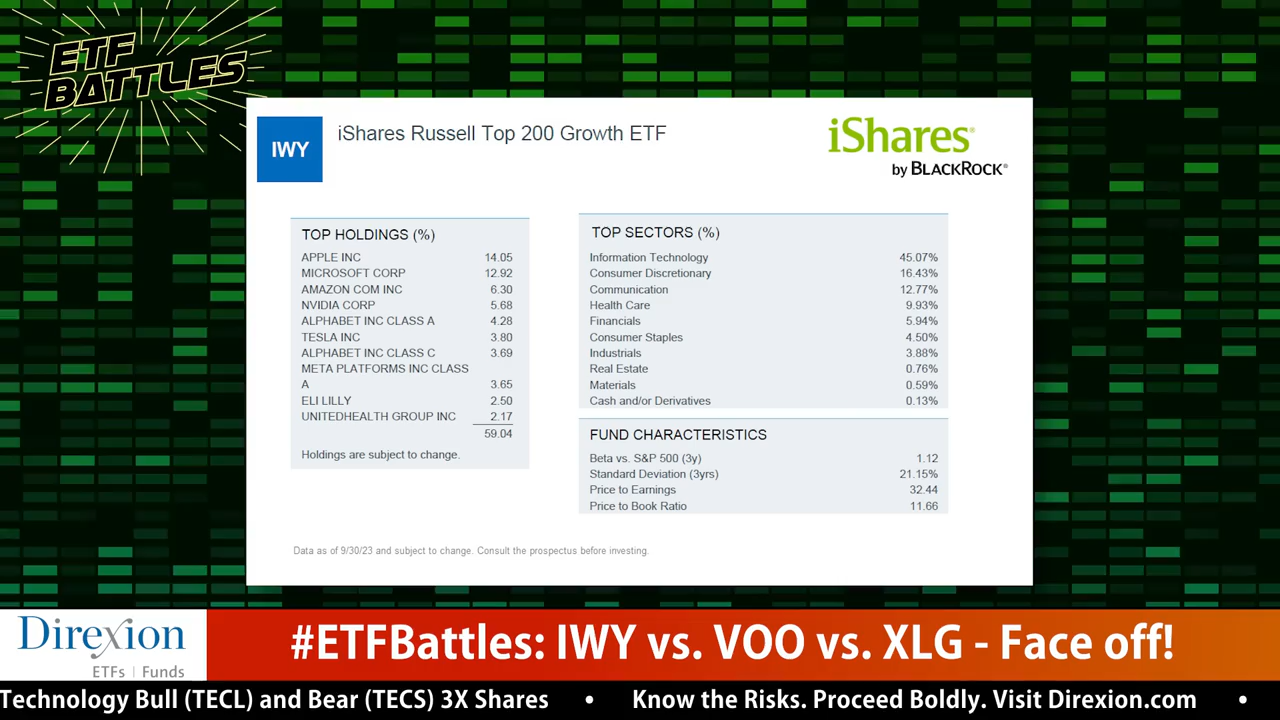 ETF
BATTLES
IWY
iShares Russell Top 200 Growth ETF
iShares®
by BLACKROCK®
TOP HOLDINGS (%)
APPLE INC 14.05
MICROSOFT CORP 12.92
AMAZON COM INC 6.30
NVIDIA CORP 5.68
ALPHABET INC CLASS A 4.28
TESLA INC 3.80
ALPHABET INC CLASS C 3.69
META PLATFORMS INC CLASS
A 3.65
ELI LILLY 2.50
UNITEDHEALTH GROUP INC 2.17
59.04
Holdings are subject to change.
TOP SECTORS (%)
Information Technology 45.07%
Consumer Discretionary 16.43%
Communication 12.77%
Health Care 9.93%
Financials 5.94%
Consumer Staples 4.50%
Industrials 3.88%
Real Estate 0.76%
Materials 0.59%
Cash and/or Derivatives 0.13%
FUND CHARACTERISTICS
Beta vs. S&P 500 (3y) 1.12
Standard Deviation (3yrs) 21.15%
Price to Earnings 32.44
Price to Book Ratio 11.66
Data as of 9/30/23 and subject to change. Consult the prospectus before investing.
Direxion
ETFs | Funds
#ETFBattles: IWY vs. VOO vs. XLG - Face off!
Technology Bull (TECL) and Bear (TECS) 3X Shares • Know the Risks. Proceed Boldly. Visit Direxion.com •